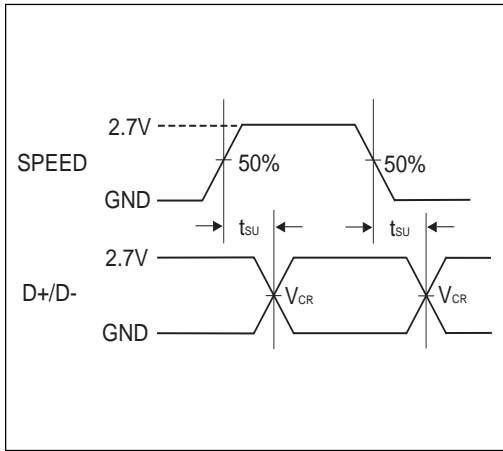 2.7V
SPEED
50%
50%
GND
tSU
tSU
2.7V
D+/D-
VCR
VCR
GND